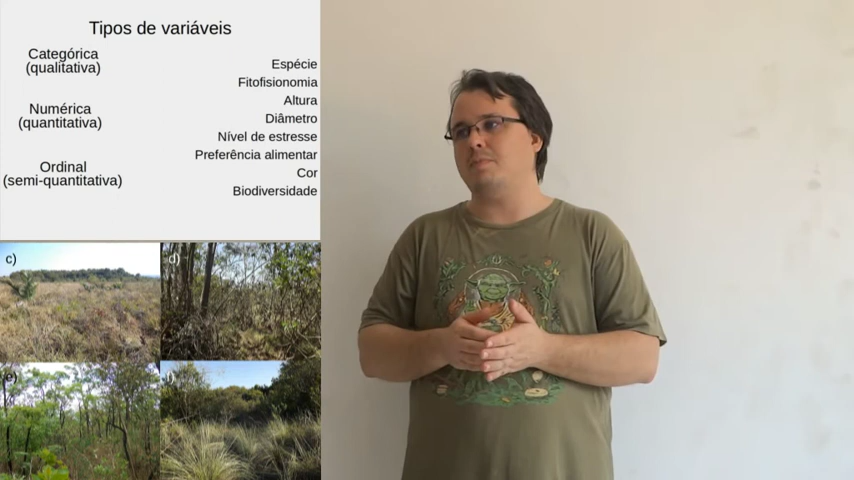 Tipos de variáveis
Categórica
(qualitativa)
Numérica
(quantitativa)
Ordinal
(semi-quantitativa)
Espécie
Fitofisionomia
Altura
Diâmetro
Nível de estresse
Preferência alimentar
Cor
Biodiversidade
c)
d)
e)